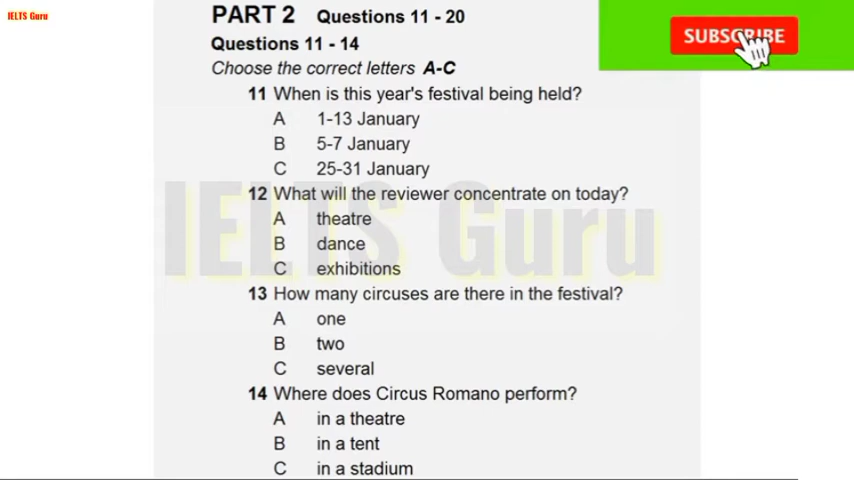 IELTS Guru
SUBSCRIBE
PART 2 Questions 11 - 20
Questions 11 - 14
Choose the correct letters A-C
11 When is this year's festival being held?
A 1-13 January
B 5-7 January
C 25-31 January
12 What will the reviewer concentrate on today?
A theatre
B dance
C exhibitions
IELTS Guru
13 How many circuses are there in the festival?
A one
B two
C several
14 Where does Circus Romano perform?
A in a theatre
B in a tent
C in a stadium